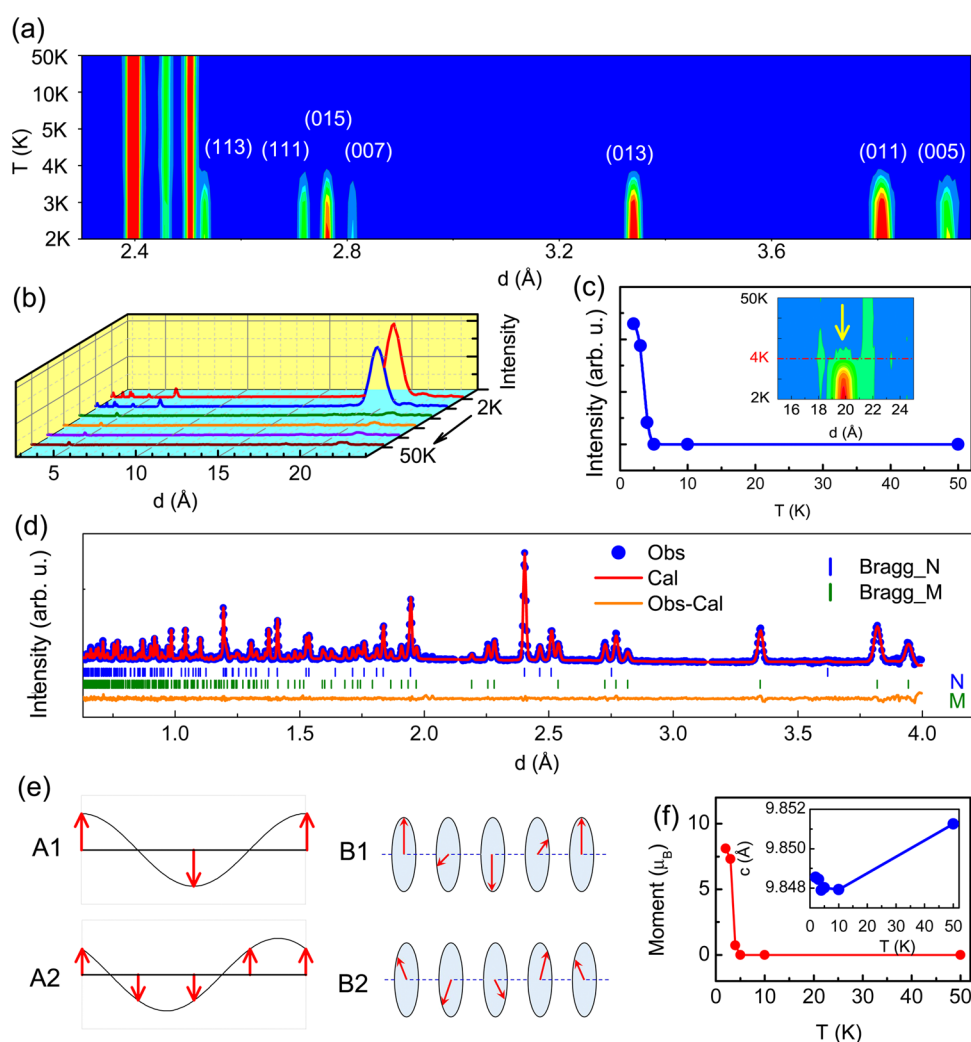 (a)
50K
10K
5K
4K
3K
2K
T (K)
(113)
(111)
(015)
(007)
(013)
(011)
(005)
2.4
2.8
3.2
3.6
d (Å)
(b)
Intensity
2K
50K
5
10
15
20
d (Å)
(c)
Intensity (arb. u.)
0
10
20
30
40
50
T (K)
50K
4K
2K
16
18
20
22
24
d (Å)
(d)
Intensity (arb. u.)
Obs
Cal
Obs-Cal
Bragg_N
Bragg_M
N
M
1.0
1.5
2.0
2.5
3.0
3.5
4.0
d (Å)
(e)
A1
B1
A2
B2
(f)
Moment (μB)
10
5
0
0
10
20
30
40
50
T (K)
9.852
9.850
9.848
c (Å)
0
10
20
30
40
50
T (K)